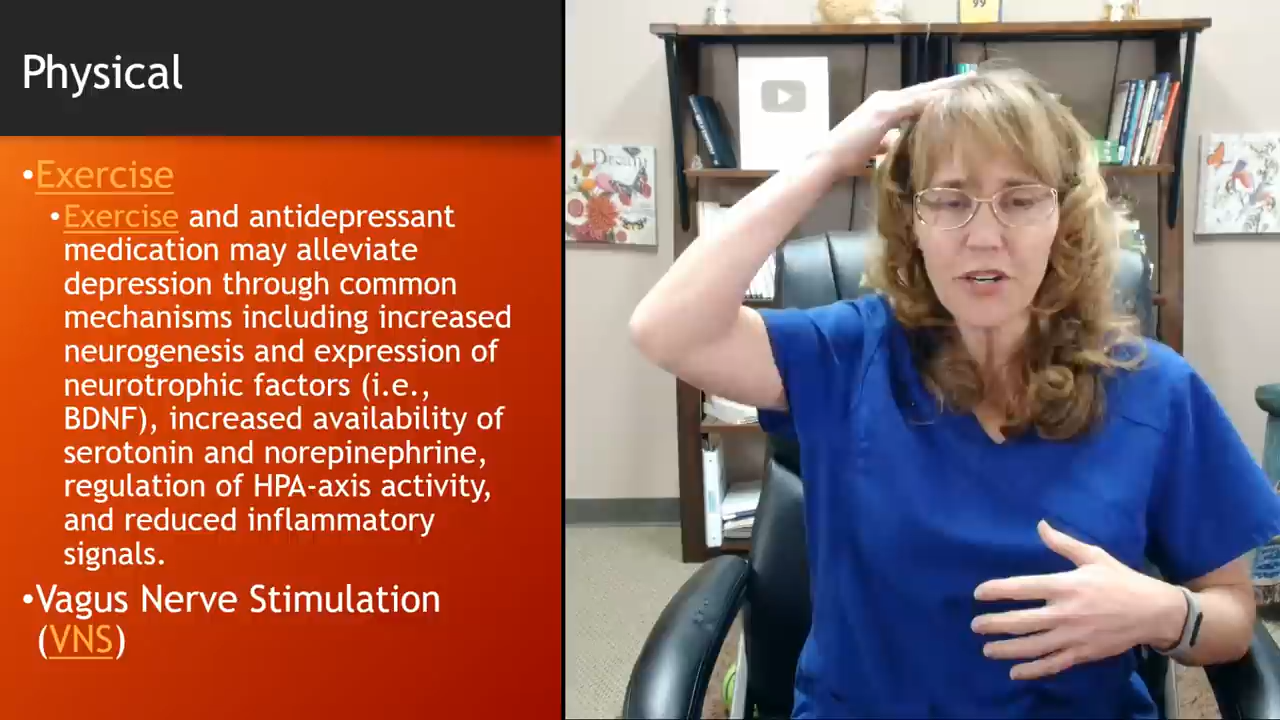 Physical
•Exercise
•Exercise and antidepressant
medication may alleviate
depression through common
mechanisms including increased
neurogenesis and expression of
neurotrophic factors (i.e.,
BDNF), increased availability of
serotonin and norepinephrine,
regulation of HPA-axis activity,
and reduced inflammatory
signals.
•Vagus Nerve Stimulation
(VNS)
99
Dream